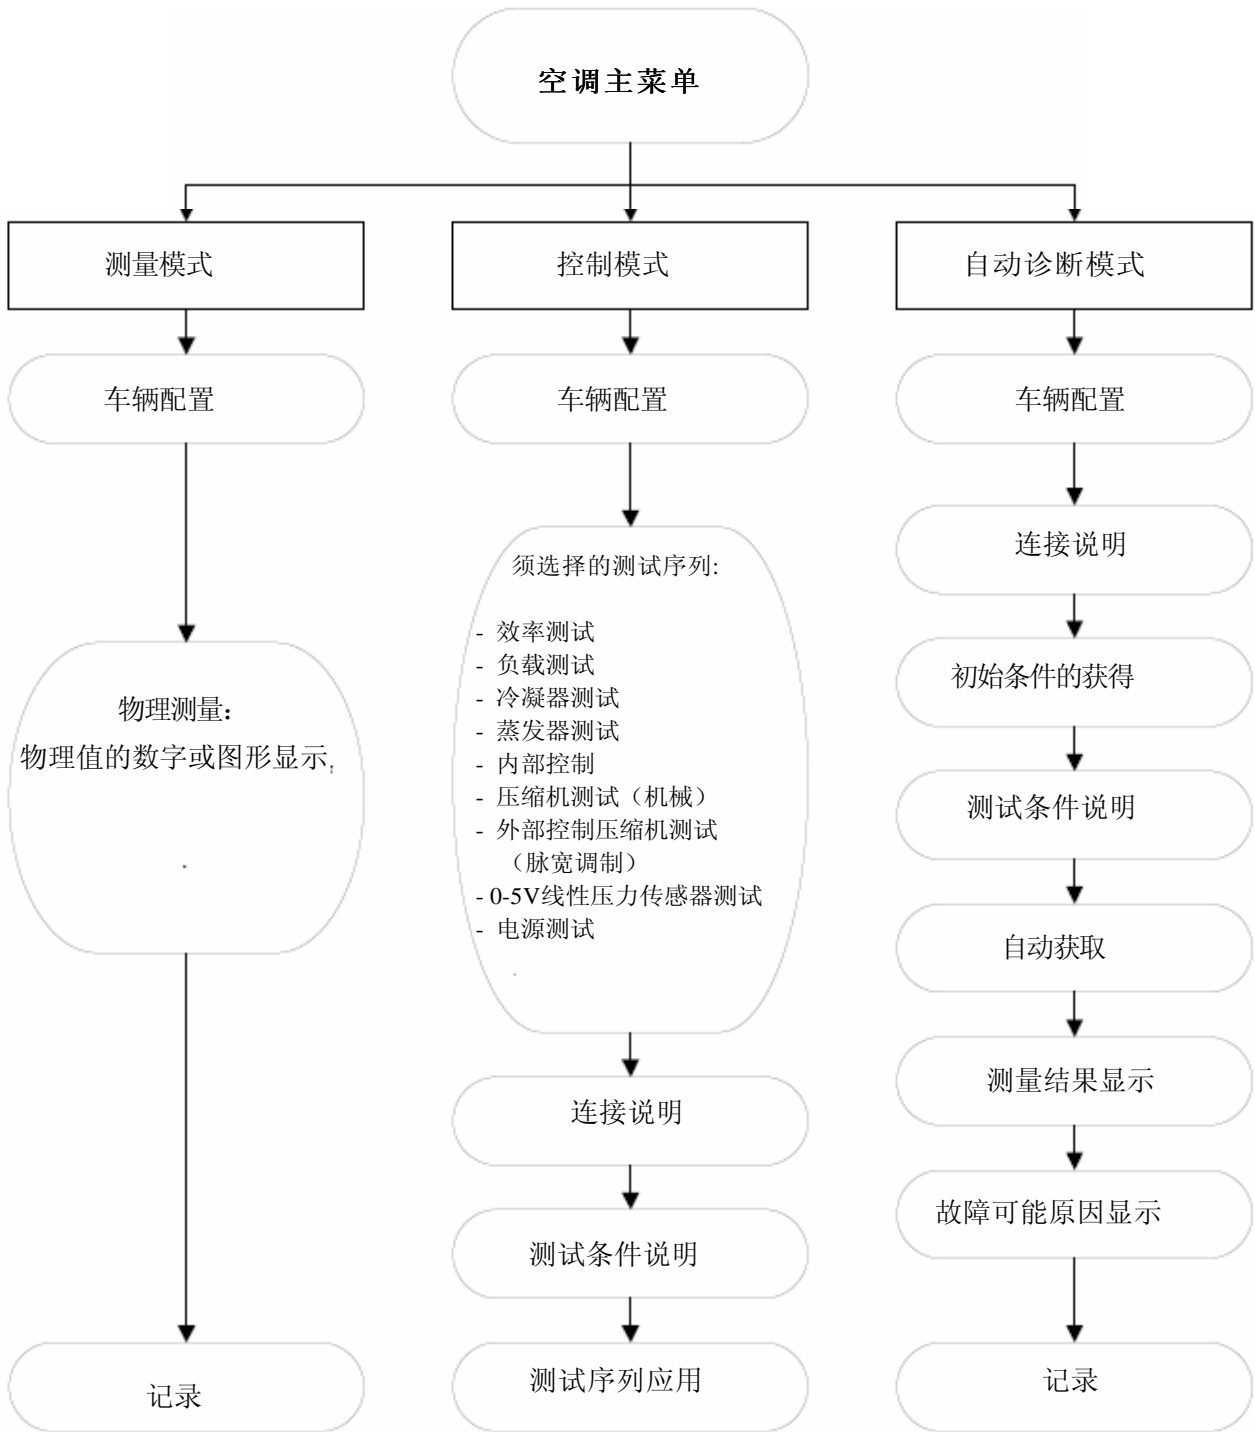 空调主菜单
测量模式
车辆配置
物理测量：
物理值的数字或图形显示
记录
控制模式
车辆配置
须选择的测试序列:
- 效率测试
- 负载测试
- 冷凝器测试
- 蒸发器测试
- 内部控制
- 压缩机测试（机械）
- 外部控制压缩机测试
（脉宽调制）
- 0-5V线性压力传感器测试
- 电源测试
连接说明
测试条件说明
测试序列应用
自动诊断模式
车辆配置
连接说明
初始条件的获得
测试条件说明
自动获取
测量结果显示
故障可能原因显示
记录